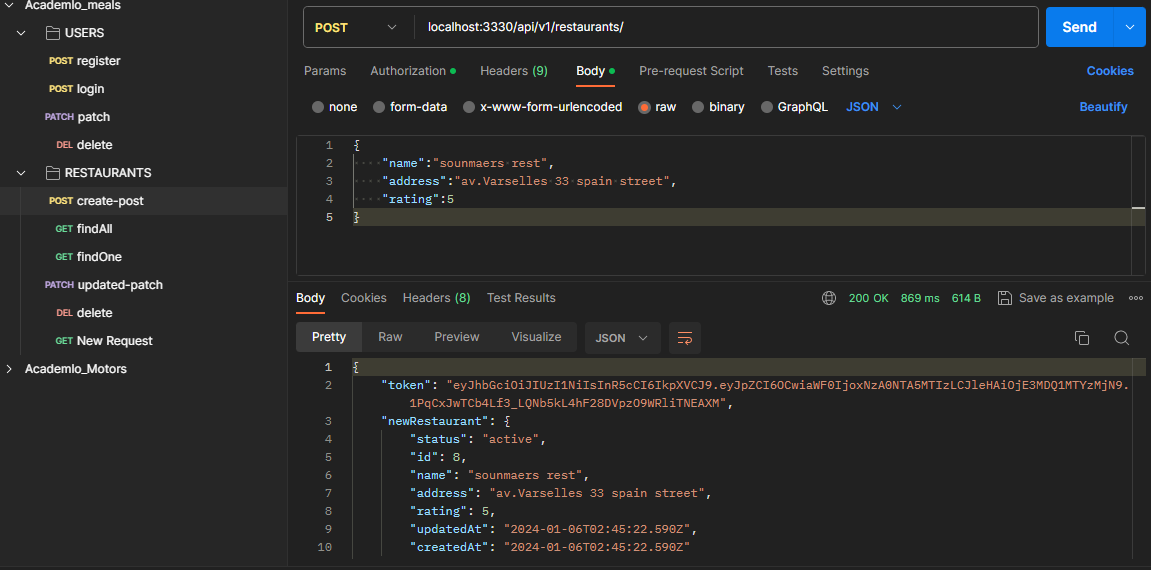 Academlo_meals
USERS
POST register
POST login
PATCH patch
DEL delete
RESTAURANTS
POST create-post
GET findAll
GET findOne
PATCH updated-patch
DEL delete
GET New Request
Academlo_Motors
POST localhost:3330/api/v1/restaurants/ Send
Params Authorization Headers (9) Body Pre-request Script Tests Settings Cookies
none form-data x-www-form-urlencoded raw binary GraphQL JSON Beautify
1 {
2 "name":"sounmaers rest",
3 "address":"av.Varselles 33 spain street",
4 "rating":5
5 }
Body Cookies Headers (8) Test Results 200 OK 869 ms 614 B Save as example
Pretty Raw Preview Visualize JSON
1 {
2 "token": "eyJhbGciOiJIUzI1NiIsInR5cCI6IkpXVCJ9.eyJpZCI6OCwiaWF0IjoxNzA0NTA5MTIzLCJleHAiOjE3MDQ1MTYzMjN9.
1PqCxJwTCb4Lf3_LQNb5kL4hF28DVpzO9WRliTNEAXM",
3 "newRestaurant": {
4 "status": "active",
5 "id": 8,
6 "name": "sounmaers rest",
7 "address": "av.Varselles 33 spain street",
8 "rating": 5,
9 "updatedAt": "2024-01-06T02:45:22.590Z",
10 "createdAt": "2024-01-06T02:45:22.590Z"